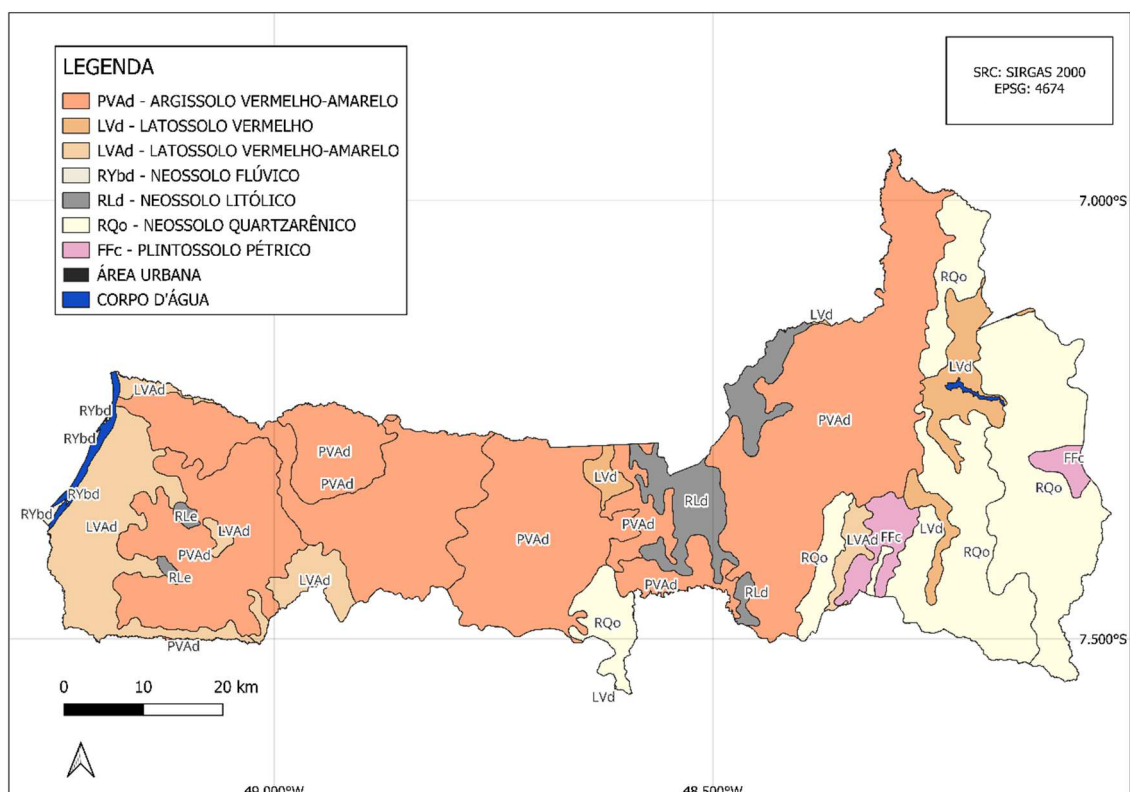 LEGENDA
PVAd - ARGISSOLO VERMELHO-AMARELO
LVd - LATOSSOLO VERMELHO
LVAd - LATOSSOLO VERMELHO-AMARELO
RYbd - NEOSSOLO FLÚVICO
RLd - NEOSSOLO LITÓLICO
RQo - NEOSSOLO QUARTZARÊNICO
FFc - PLINTOSSOLO PÉTRICO
ÁREA URBANA
CORPO D'ÁGUA
SRC: SIRGAS 2000
EPSG: 4674
7.000°S
RQo
LVd
LVd
LVAd
RYbd
PVAd
RYbd
PVAd
FFc
PVAd
RQo
LVd
RYbd
RLd
RYbd
RLe
LVAd
LVAd
PVAd
LVd
FFc
PVAd
LVAd
PVAd
RQo
RQo
RLe
LVAd
PVAd
RLd
RQo
7.500°S
PVAd
LVd
0 10 20 km
49.000°W
48.500°W